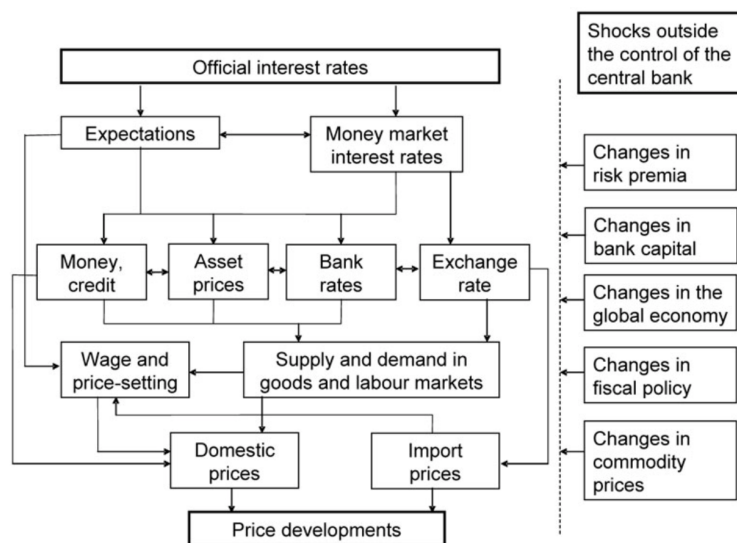 Shocks outside
the control of the
central bank
Official interest rates
Expectations
Money market
interest rates
Changes in
risk premia
Changes in
bank capital
Money,
credit
Asset
prices
Bank
rates
Exchange
rate
Changes in the
global economy
Wage and
price-setting
Supply and demand in
goods and labour markets
Changes in
fiscal policy
Domestic
prices
Import
prices
Changes in
commodity
prices
Price developments